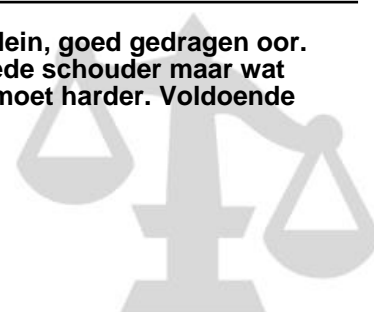 lein, goed gedragen oor.
ede schouder maar wat
moet harder. Voldoende